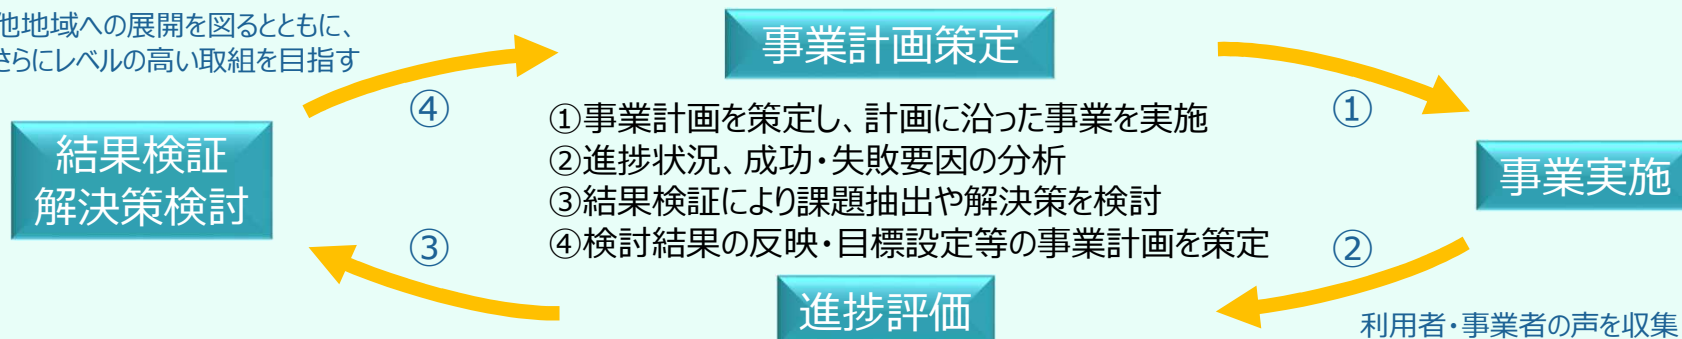 他地域への展開を図るとともに、
さらにレベルの高い取組を目指す
事業計画策定
④
①
①事業計画を策定し、計画に沿った事業を実施
②進捗状況、成功・失敗要因の分析
③結果検証により課題抽出や解決策を検討
④検討結果の反映・目標設定等の事業計画を策定
結果検証
解決策検討
事業実施
③
②
進捗評価
利用者・事業者の声を収集